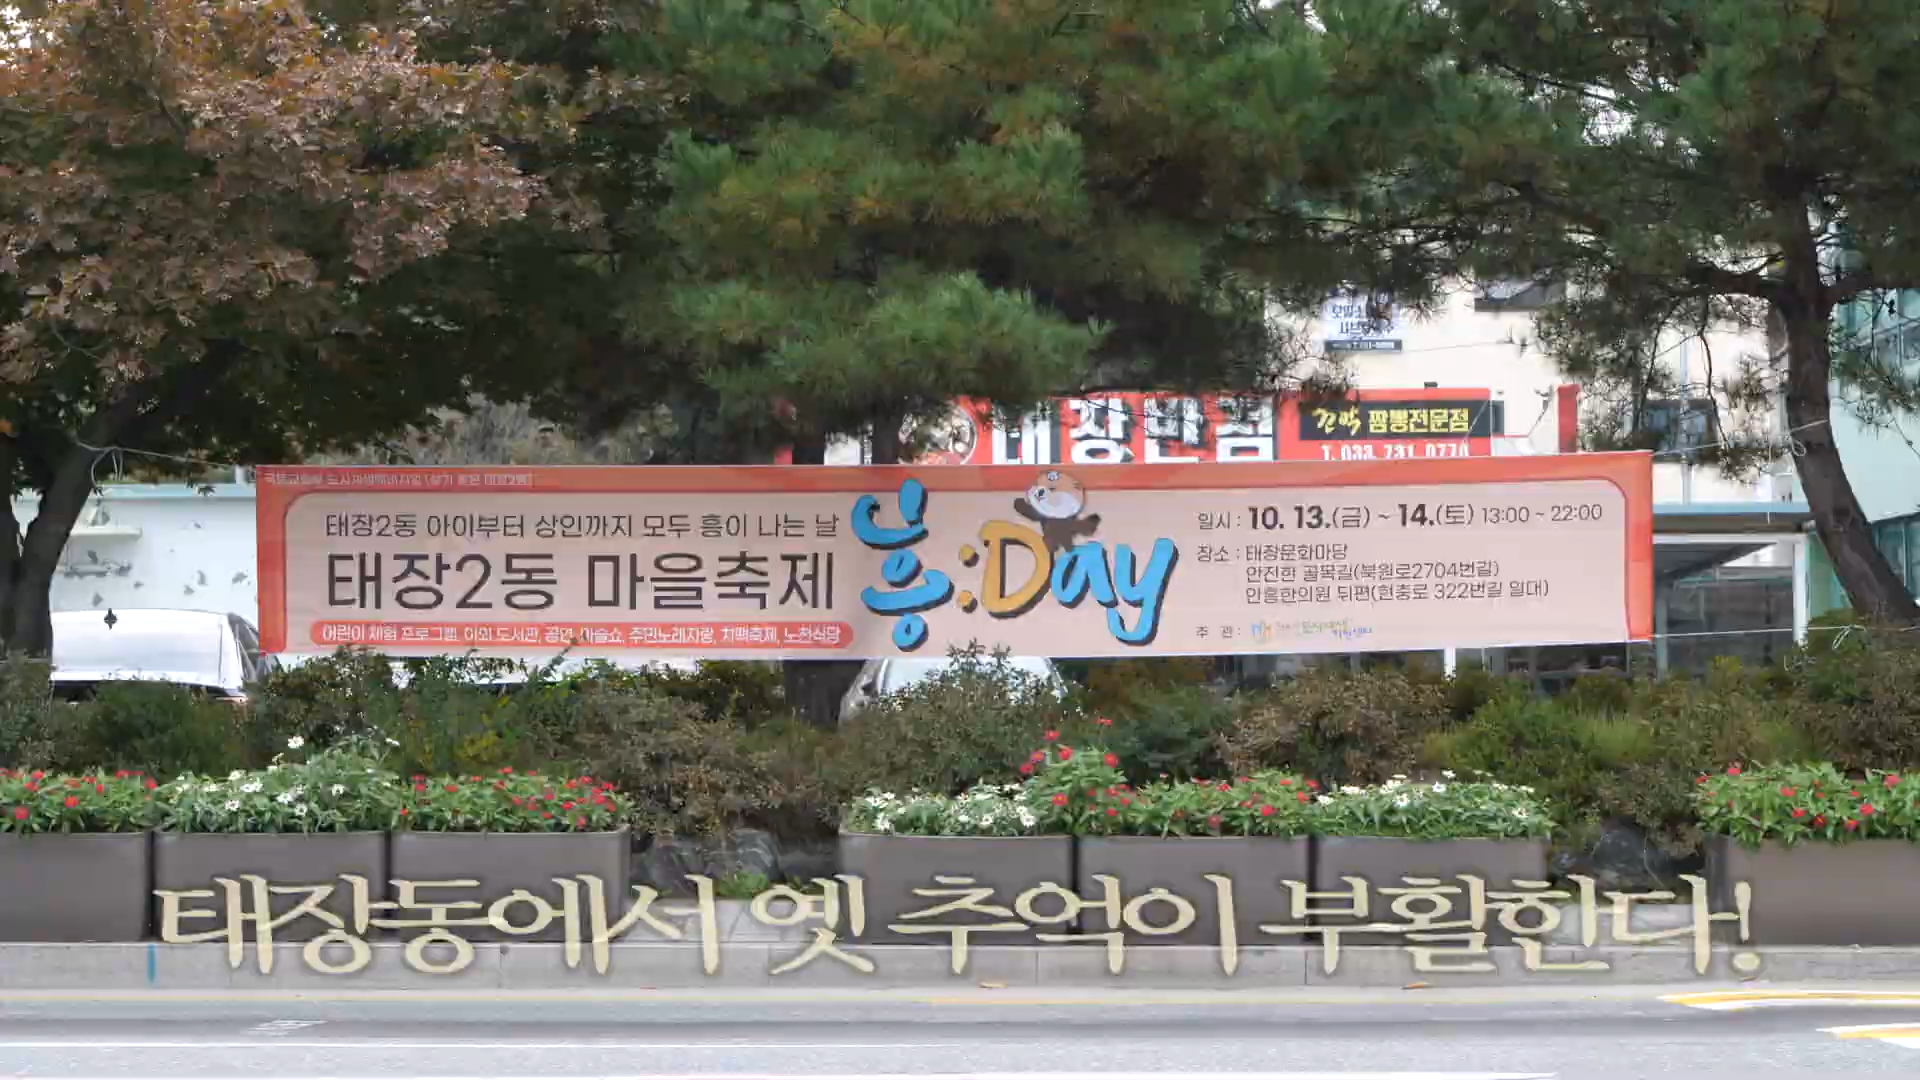 태장반점
꼬막 짬뽕전문점
T. 033. 731. 0770
태장2동 아이부터 상인까지 모두 흥이 나는 날
태장2동 마을축제
어린이 체험 프로그램, 야외 도서관, 공연, 마술쇼, 주민노래자랑, 치맥축제, 노천식당
흥:Day
일시 : 10. 13.(금) ~ 14.(토) 13:00 ~ 22:00
장소 : 태장문화마당
안진한 골목길(북원로2704번길)
안흥한의원 뒤편(현충로 322번길 일대)
주 관 :
태장동에서 옛 추억이 부활한다!